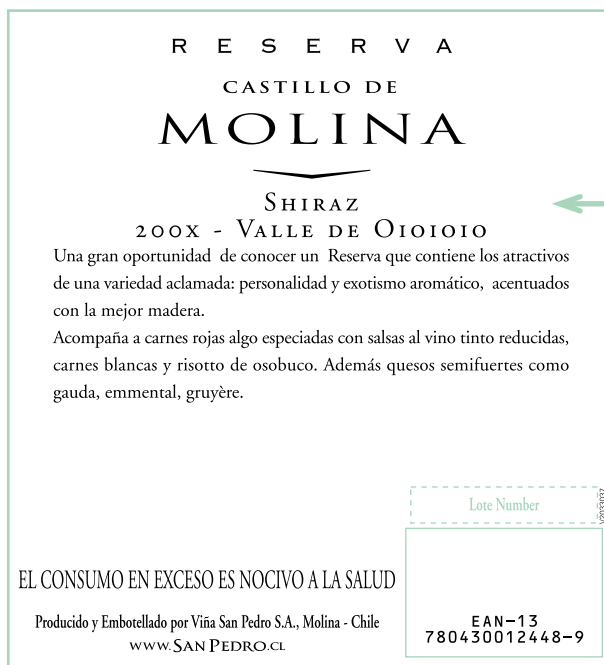 RESERVA
CASTILLO DE
MOLINA
SHIRAZ
200X - VALLE DE OIOIOIO
Una gran oportunidad de conocer un Reserva que contiene los atractivos
de una variedad aclamada: personalidad y exotismo aromático, acentuados
con la mejor madera.
Acompaña a carnes rojas algo especiadas con salsas al vino tinto reducidas,
carnes blancas y risotto de osobuco. Además quesos semifuertes como
gauda, emmental, gruyère.
Lote Number
V2033037
EL CONSUMO EN EXCESO ES NOCIVO A LA SALUD
Producido y Embotellado por Viña San Pedro S.A., Molina - Chile
WWW.SAN PEDRO.CL
EAN-13
780430012448-9